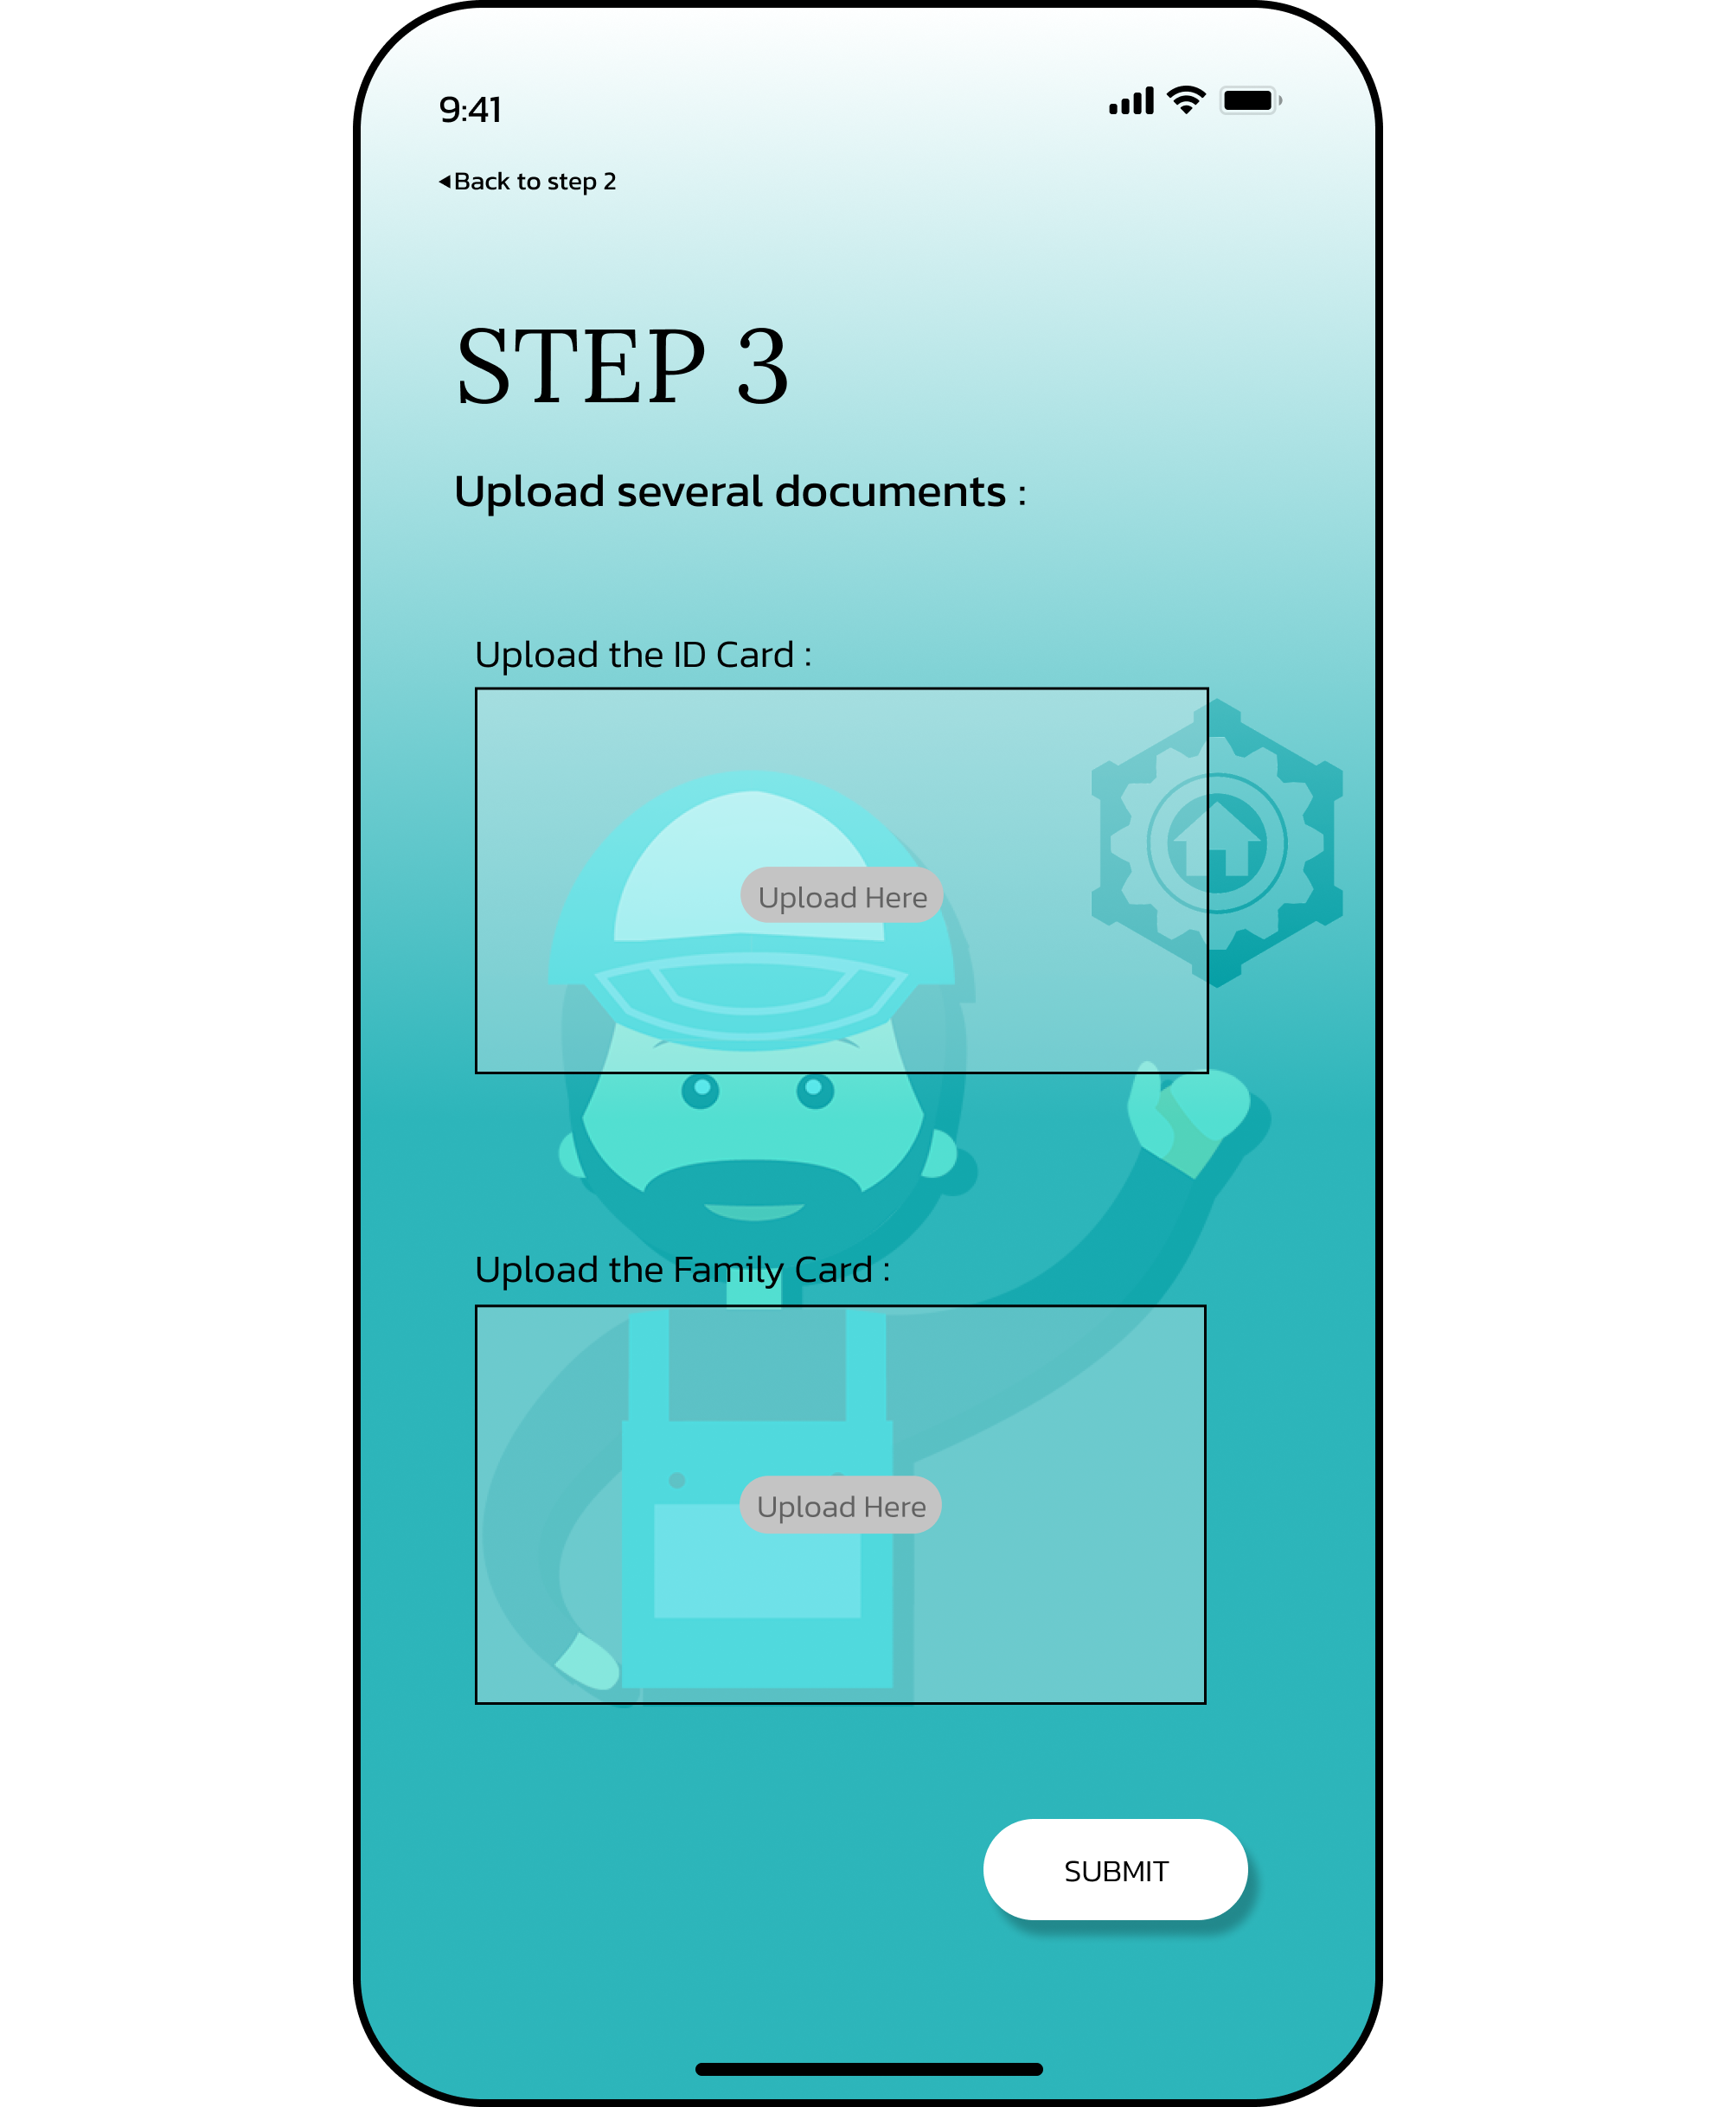 9:41
Back to step 2
STEP 3
Upload several documents :
Upload the ID Card :
Upload Here
Upload the Family Card :
Upload Here
SUBMIT